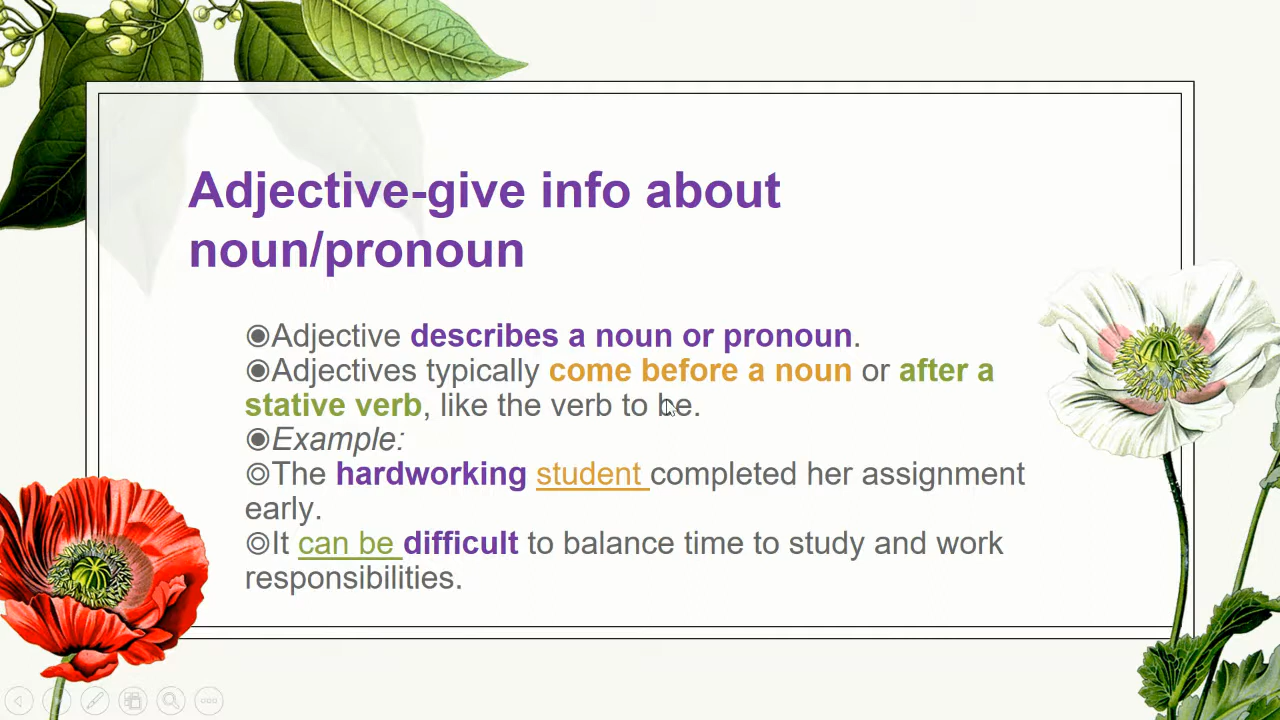 Adjective-give info about
noun/pronoun
◉Adjective describes a noun or pronoun.
◉Adjectives typically come before a noun or after a
stative verb, like the verb to be.
◉Example:
◎The hardworking student completed her assignment
early.
◎It can be difficult to balance time to study and work
responsibilities.